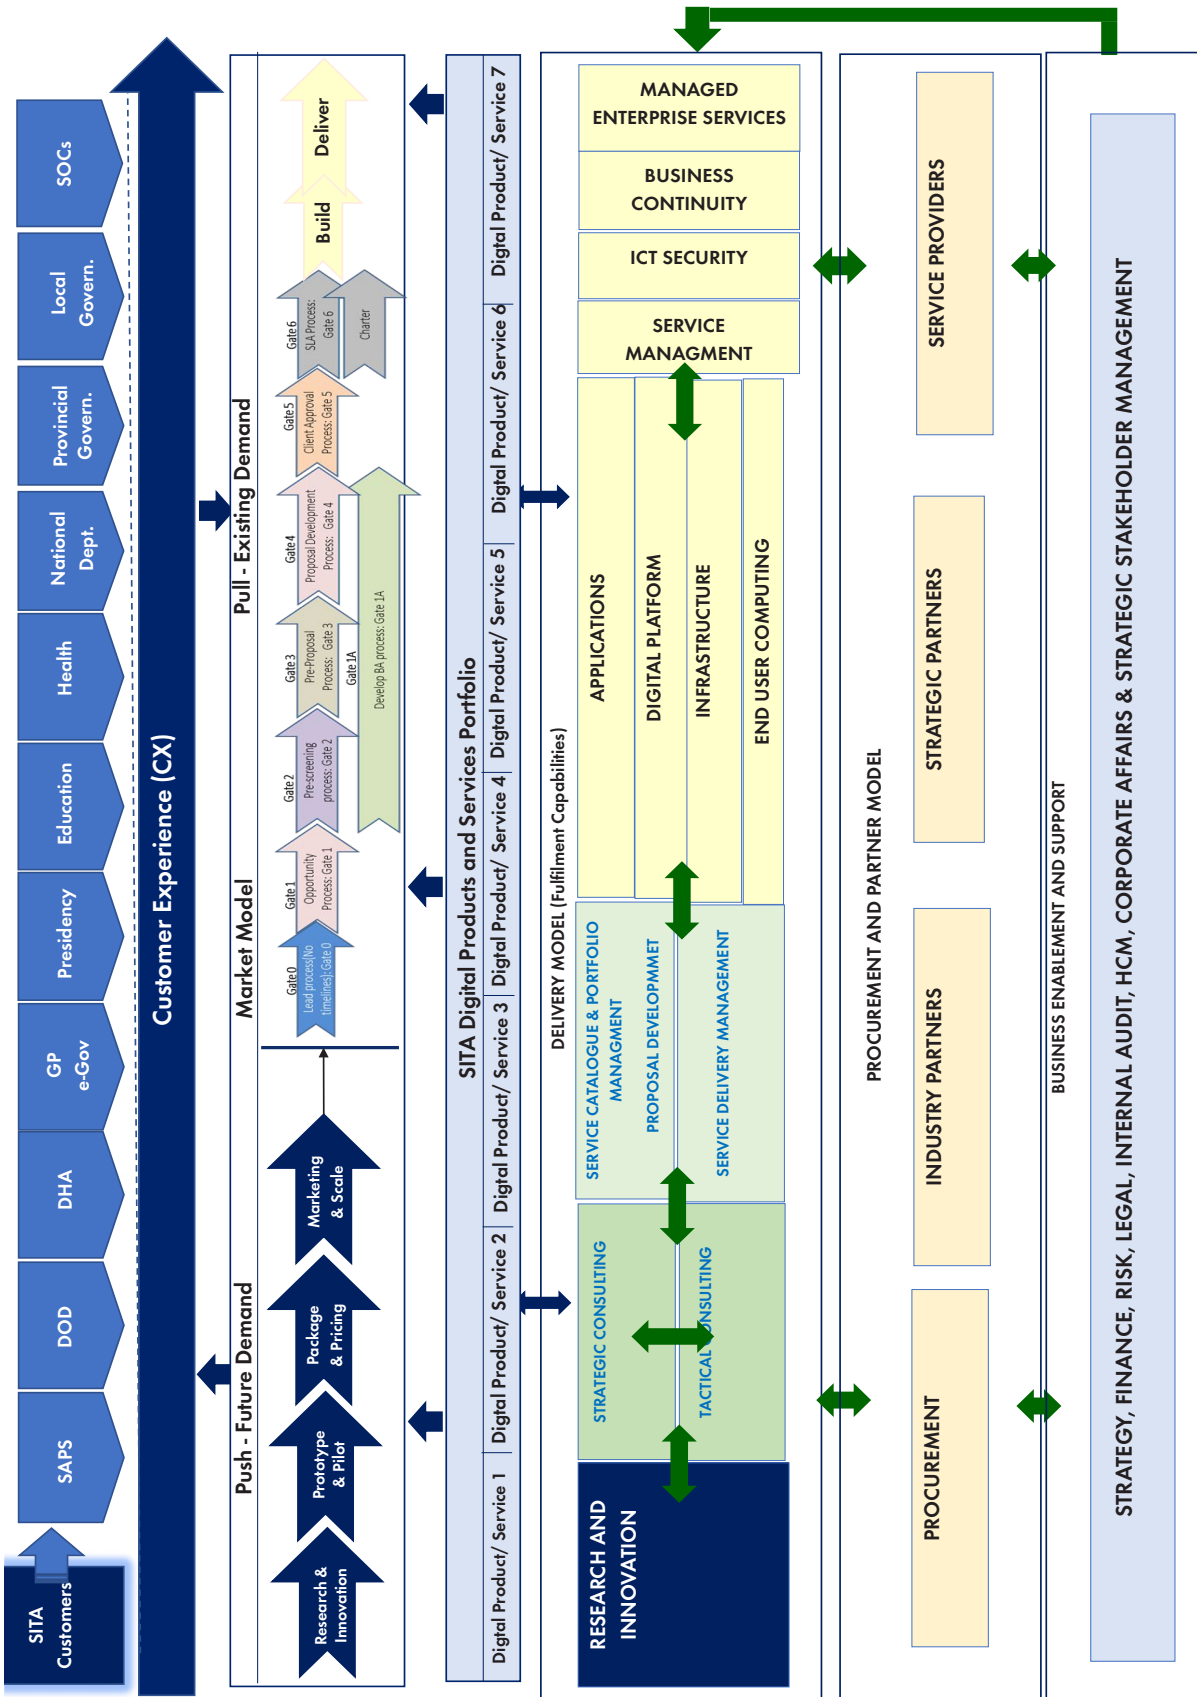 SITA
Customers
SAPS
DOD
DHA
GP
e-Gov
Presidency
Education
Health
National
Dept.
Provincial
Govern.
Local
Govern.
SOCs
Customer Experience (CX)
Push - Future Demand
Market Model
Pull - Existing Demand
Research &
Innovation
Prototype
& Pilot
Package
& Pricing
Marketing
& Scale
Gate 0
Lead process(No
timelines): Gate 0
Gate 1
Opportunity
Process: Gate 1
Gate 2
Pre-screening
process: Gate 2
Gate 3
Pre-Proposal
Process: Gate 3
Gate 1A
Develop BA process: Gate 1A
Gate 4
Proposal Development
Process: Gate 4
Gate 5
Client Approval
Process: Gate 5
Gate 6
SLA Process:
Gate 6
Charter
Build
Deliver
SITA Digital Products and Services Portfolio
Digtal Product/ Service 1
Digtal Product/ Service 2
Digtal Product/ Service 3
Digtal Product/ Service 4
Digtal Product/ Service 5
Digtal Product/ Service 6
Digtal Product/ Service 7
DELIVERY MODEL (Fulfilment Capabilities)
RESEARCH AND
INNOVATION
STRATEGIC CONSULTING
TACTICAL CONSULTING
SERVICE CATALOGUE & PORTFOLIO
MANAGMENT
PROPOSAL DEVELOPMMET
SERVICE DELIVERY MANAGEMENT
APPLICATIONS
DIGITAL PLATFORM
INFRASTRUCTURE
END USER COMPUTING
SERVICE
MANAGMENT
ICT SECURITY
BUSINESS
CONTINUITY
MANAGED
ENTERPRISE SERVICES
PROCUREMENT AND PARTNER MODEL
PROCUREMENT
INDUSTRY PARTNERS
STRATEGIC PARTNERS
SERVICE PROVIDERS
BUSINESS ENABLEMENT AND SUPPORT
STRATEGY, FINANCE, RISK, LEGAL, INTERNAL AUDIT, HCM, CORPORATE AFFAIRS & STRATEGIC STAKEHOLDER MANAGEMENT